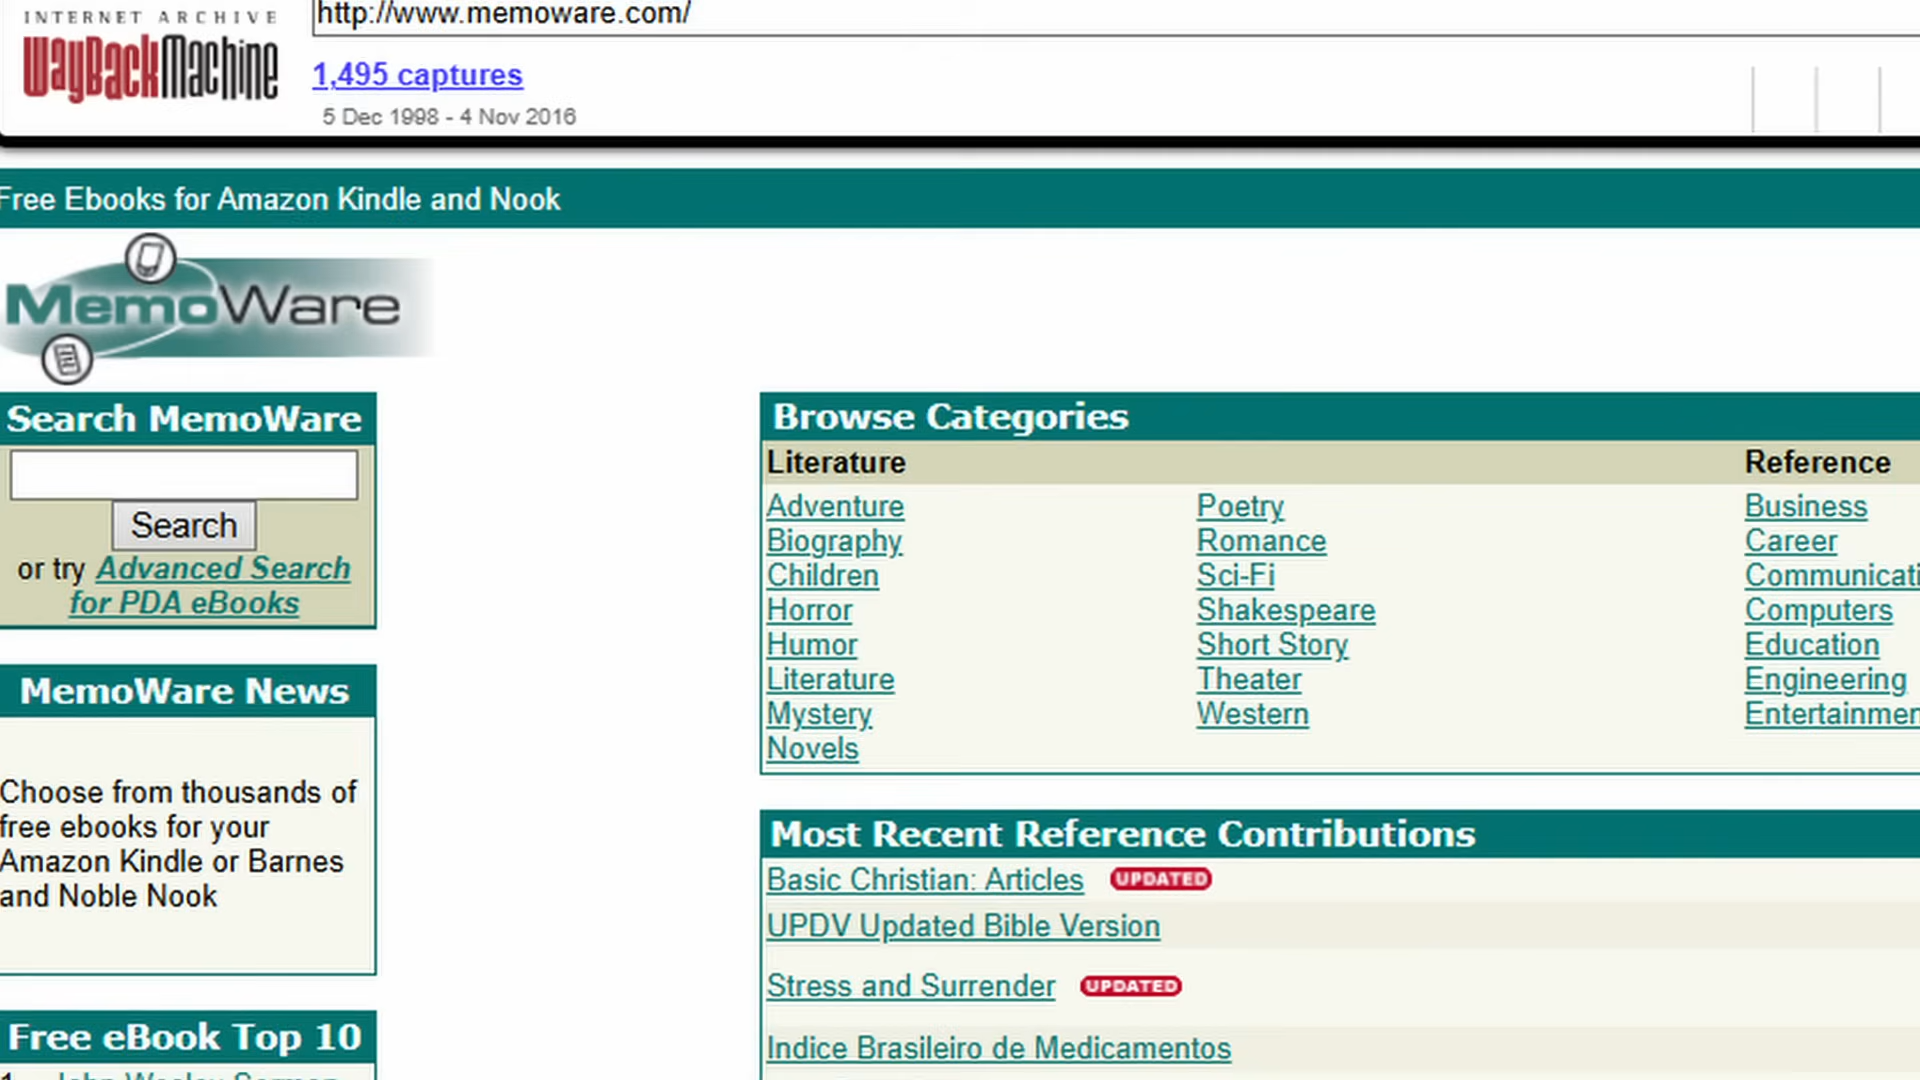 INTERNET ARCHIVE
WayBackMachine
http://www.memoware.com/
1,495 captures
5 Dec 1998 - 4 Nov 2016
Free Ebooks for Amazon Kindle and Nook
MemoWare
Search MemoWare
Search
or try Advanced Search
for PDA eBooks
MemoWare News
Choose from thousands of
free ebooks for your
Amazon Kindle or Barnes
and Noble Nook
Free eBook Top 10
Browse Categories
Literature
Adventure
Biography
Children
Horror
Humor
Literature
Mystery
Novels
Poetry
Romance
Sci-Fi
Shakespeare
Short Story
Theater
Western
Reference
Business
Career
Communicati
Computers
Education
Engineering
Entertainmen
Most Recent Reference Contributions
Basic Christian: Articles UPDATED
UPDV Updated Bible Version
Stress and Surrender UPDATED
Indice Brasileiro de Medicamentos